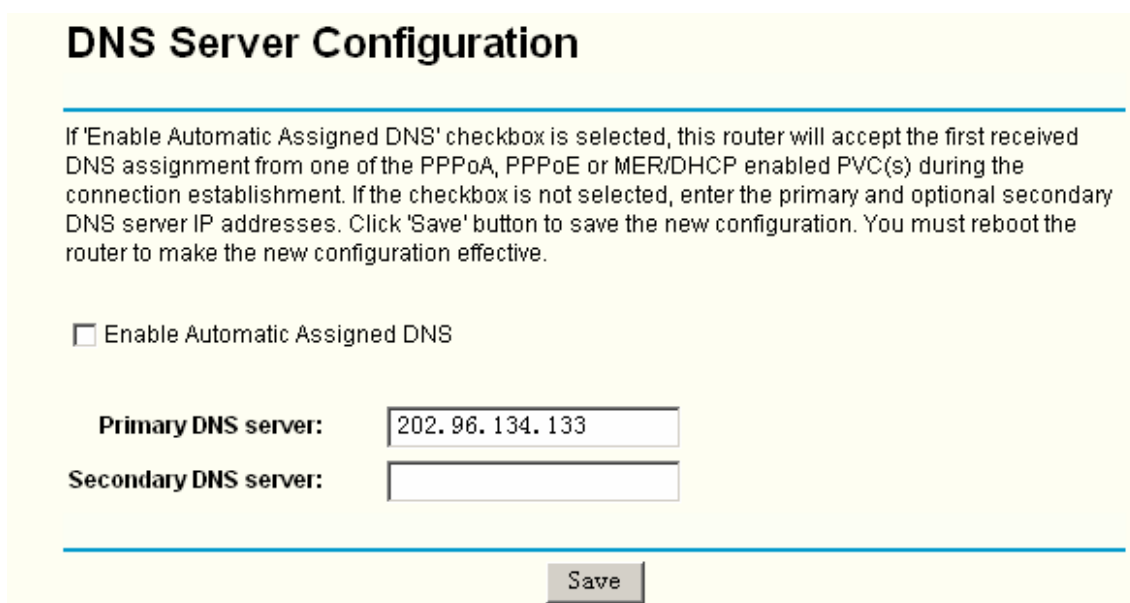 DNS Server Configuration
If 'Enable Automatic Assigned DNS' checkbox is selected, this router will accept the first received
DNS assignment from one of the PPPoA, PPPoE or MER/DHCP enabled PVC(s) during the
connection establishment. If the checkbox is not selected, enter the primary and optional secondary
DNS server IP addresses. Click 'Save' button to save the new configuration. You must reboot the
router to make the new configuration effective.
Enable Automatic Assigned DNS
Primary DNS server: 202.96.134.133
Secondary DNS server:
Save